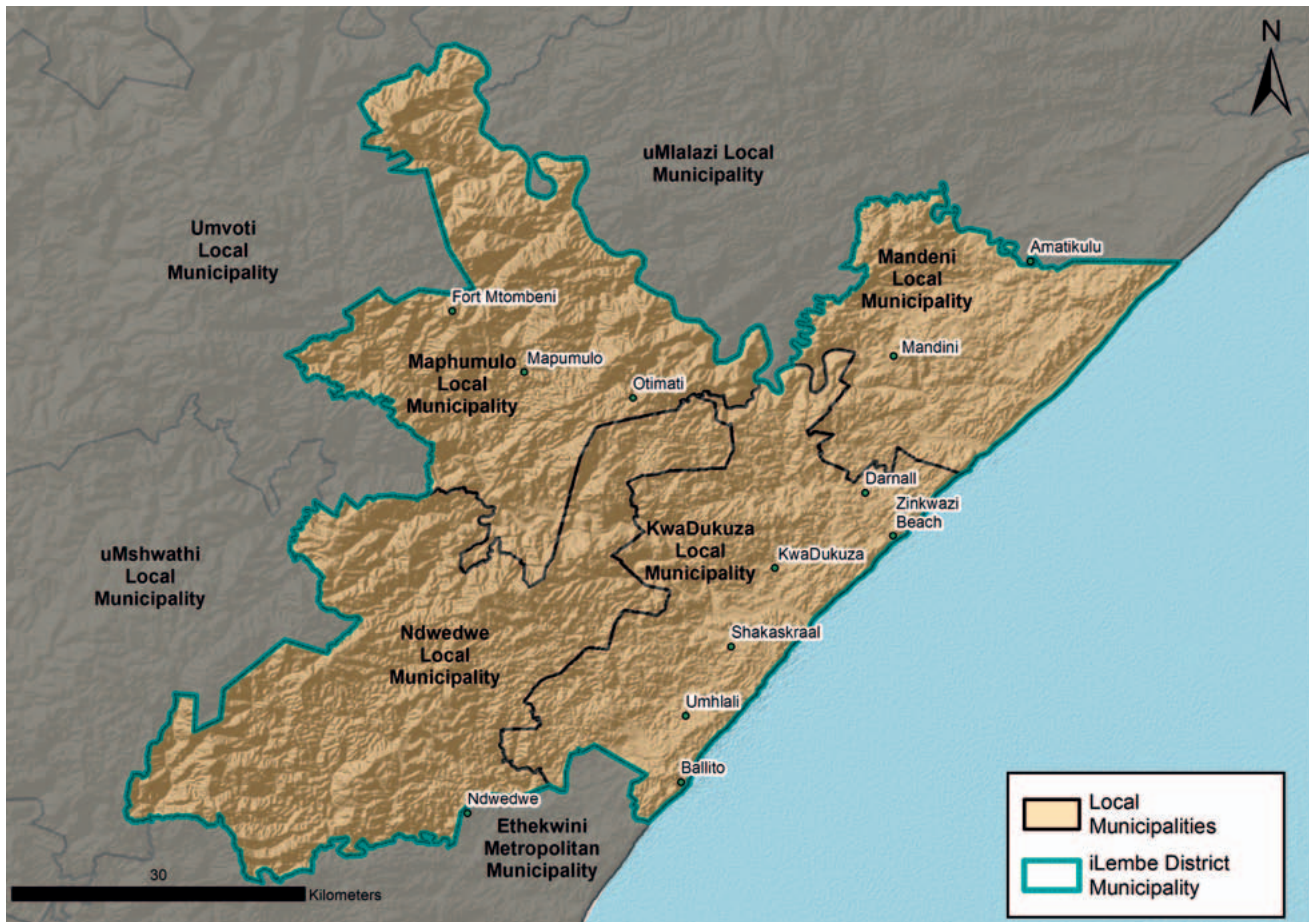 N
uMlalazi Local
Municipality
Umvoti
Local
Municipality
Amatikulu
Mandeni
Local
Municipality
Fort Mtombeni
Mandini
Maphumulo
Local
Municipality
Mapumulo
Otimati
Darnall
Zinkwazi
Beach
KwaDukuza
Local
Municipality
KwaDukuza
uMshwathi
Local
Municipality
Ndwedwe
Local
Municipality
Shakaskraal
Umhlali
Ballito
Ndwedwe
Ethekwini
Metropolitan
Municipality
30
Kilometers
Local
Municipalities
iLembe District
Municipality